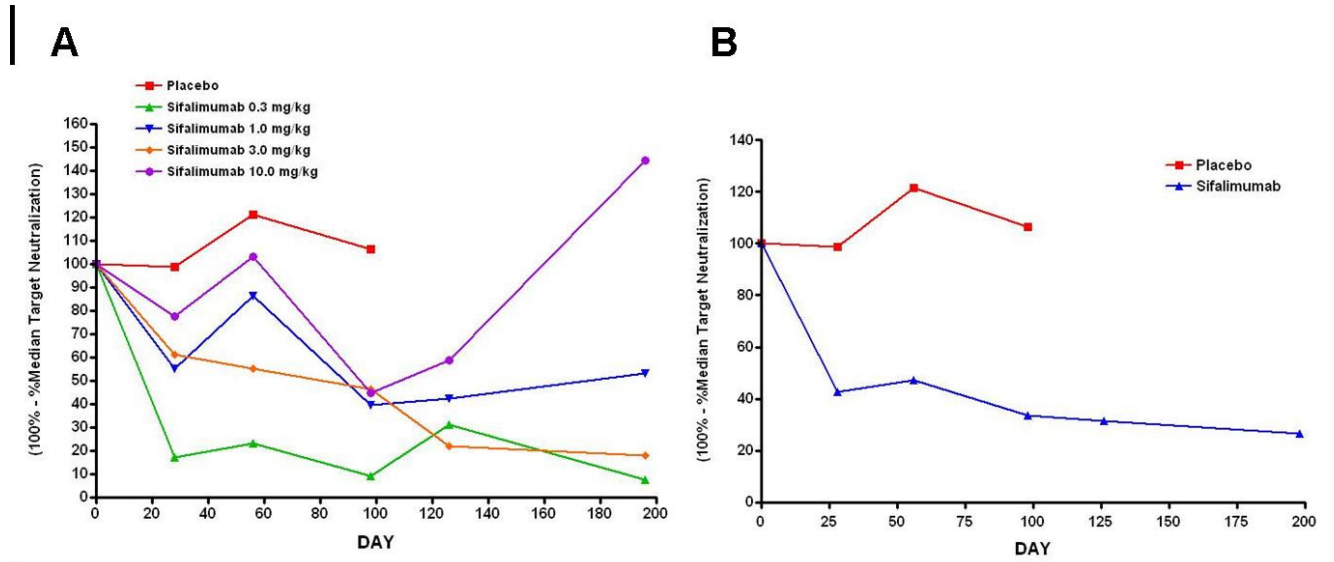 A
Placebo
Sifalimumab 0.3 mg/kg
Sifalimumab 1.0 mg/kg
Sifalimumab 3.0 mg/kg
Sifalimumab 10.0 mg/kg
160
150
140
130
120
110
100
90
80
70
60
50
40
30
20
10
0
(100% - %Median Target Neutralization)
0 20 40 60 80 100 120 140 160 180 200
DAY
B
Placebo
Sifalimumab
140
120
100
80
60
40
20
0
(100% - %Median Target Neutralization)
0 25 50 75 100 125 150 175 200
DAY